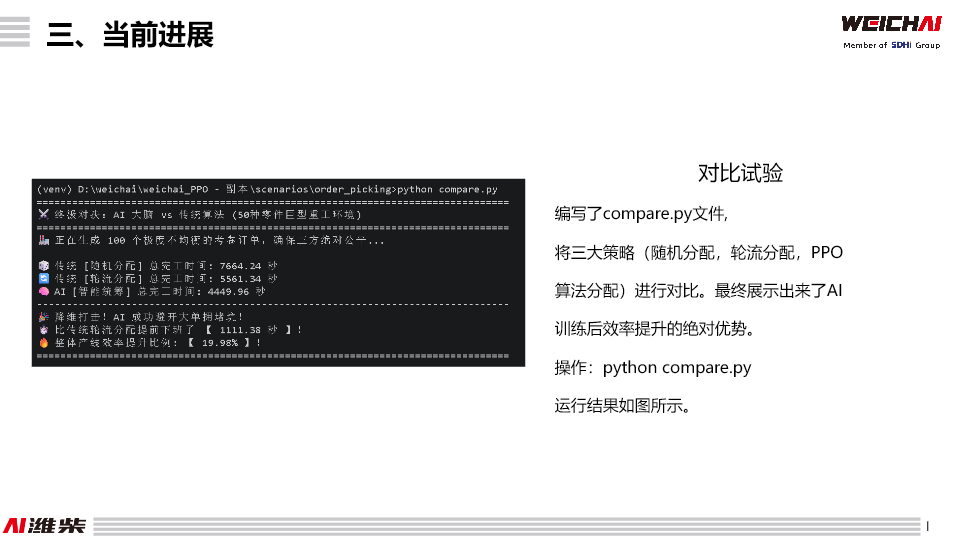 三、当前进展
WEICHAI
Member of SDHI Group
(venv) D:\weichai\weichai_PPO - 副本\scenarios\order_picking>python compare.py
================================================================================
终极对决：AI 大脑 vs 传统算法 (50种零件巨型重工环境)
================================================================================
正在生成 100 个极度不均衡的考卷订单，确保三方绝对公平...
传统 [随机分配] 总完工时间: 7664.24 秒
传统 [轮流分配] 总完工时间: 5561.34 秒
AI [智能统筹] 总完工时间: 4449.96 秒
--------------------------------------------------------------------------------
降维打击！AI 成功避开大单拥堵坑！
比传统轮流分配提前下班了 【 1111.38 秒 】！
整体产线效率提升比例: 【 19.98% 】！
================================================================================
对比试验
编写了compare.py文件,
将三大策略（随机分配，轮流分配，PPO
算法分配）进行对比。最终展示出来了AI
训练后效率提升的绝对优势。
操作：python compare.py
运行结果如图所示。
AI潍柴